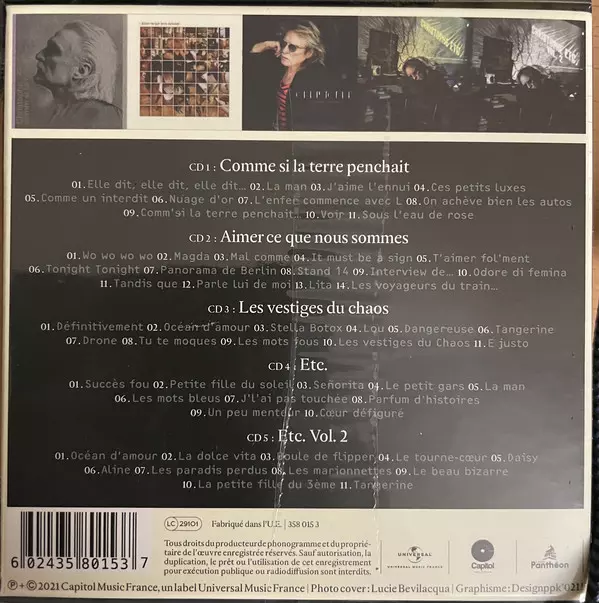 CD 1 : Comme si la terre penchait
01.Elle dit, elle dit, elle dit... 02.La man 03.J'aime l'ennui 04.Ces petits luxes
05.Comme un interdit 06.Nuage d'or 07.L'enfer commence avec L 08.On achève bien les autos
09.Comm'si la terre penchait... 10.Voir 11.Sous l'eau de rose
CD 2 : Aimer ce que nous sommes
01.Wo wo wo wo 02.Magda 03.Mal comme 04.It must be a sign 05.T'aimer fol'ment
06.Tonight Tonight 07.Panorama de Berlin 08.Stand 14 09.Interview de... 10.Odore di femina
11.Tandis que 12.Parle lui de moi 13.Lita 14.Les voyageurs du train...
CD 3 : Les vestiges du chaos
01.Définitivement 02.Océan d'amour 03.Stella Botox 04.Lou 05.Dangereuse 06.Tangerine
07.Drone 08.Tu te moques 09.Les mots fous 10.Les vestiges du Chaos 11.E justo
CD 4 : Etc.
01.Succès fou 02.Petite fille du soleil 03.Señorita 04.Le petit gars 05.La man
06.Les mots bleus 07.J'l'ai pas touchée 08.Parfum d'histoires
09.Un peu menteur 10.Cœur défiguré
CD 5 : Etc. Vol. 2
01.Océan d'amour 02.La dolce vita 03.Boule de flipper 04.Le tourne-cœur 05.Daisy
06.Aline 07.Les paradis perdus 08.Les marionnettes 09.Le beau bizarre
10.La petite fille du 3ème 11.Tangerine
LC 29101 Fabriqué dans l'U.E. | 358 015 3
Tous droits du producteur de phonogramme et du proprié-
taire de l'œuvre enregistrée réservés. Sauf autorisation, la
duplication, le prêt ou l'utilisation de cet enregistrement
pour exécution publique ou radiodiffusion sont interdits.
UNIVERSAL
UNIVERSAL MUSIC FRANCE
Capitol
Panthéon
6 02435 80153 7
℗+© 2021 Capitol Music France, un label Universal Music France | Photo cover : Lucie Bevilacqua | Graphisme : Designppk'021